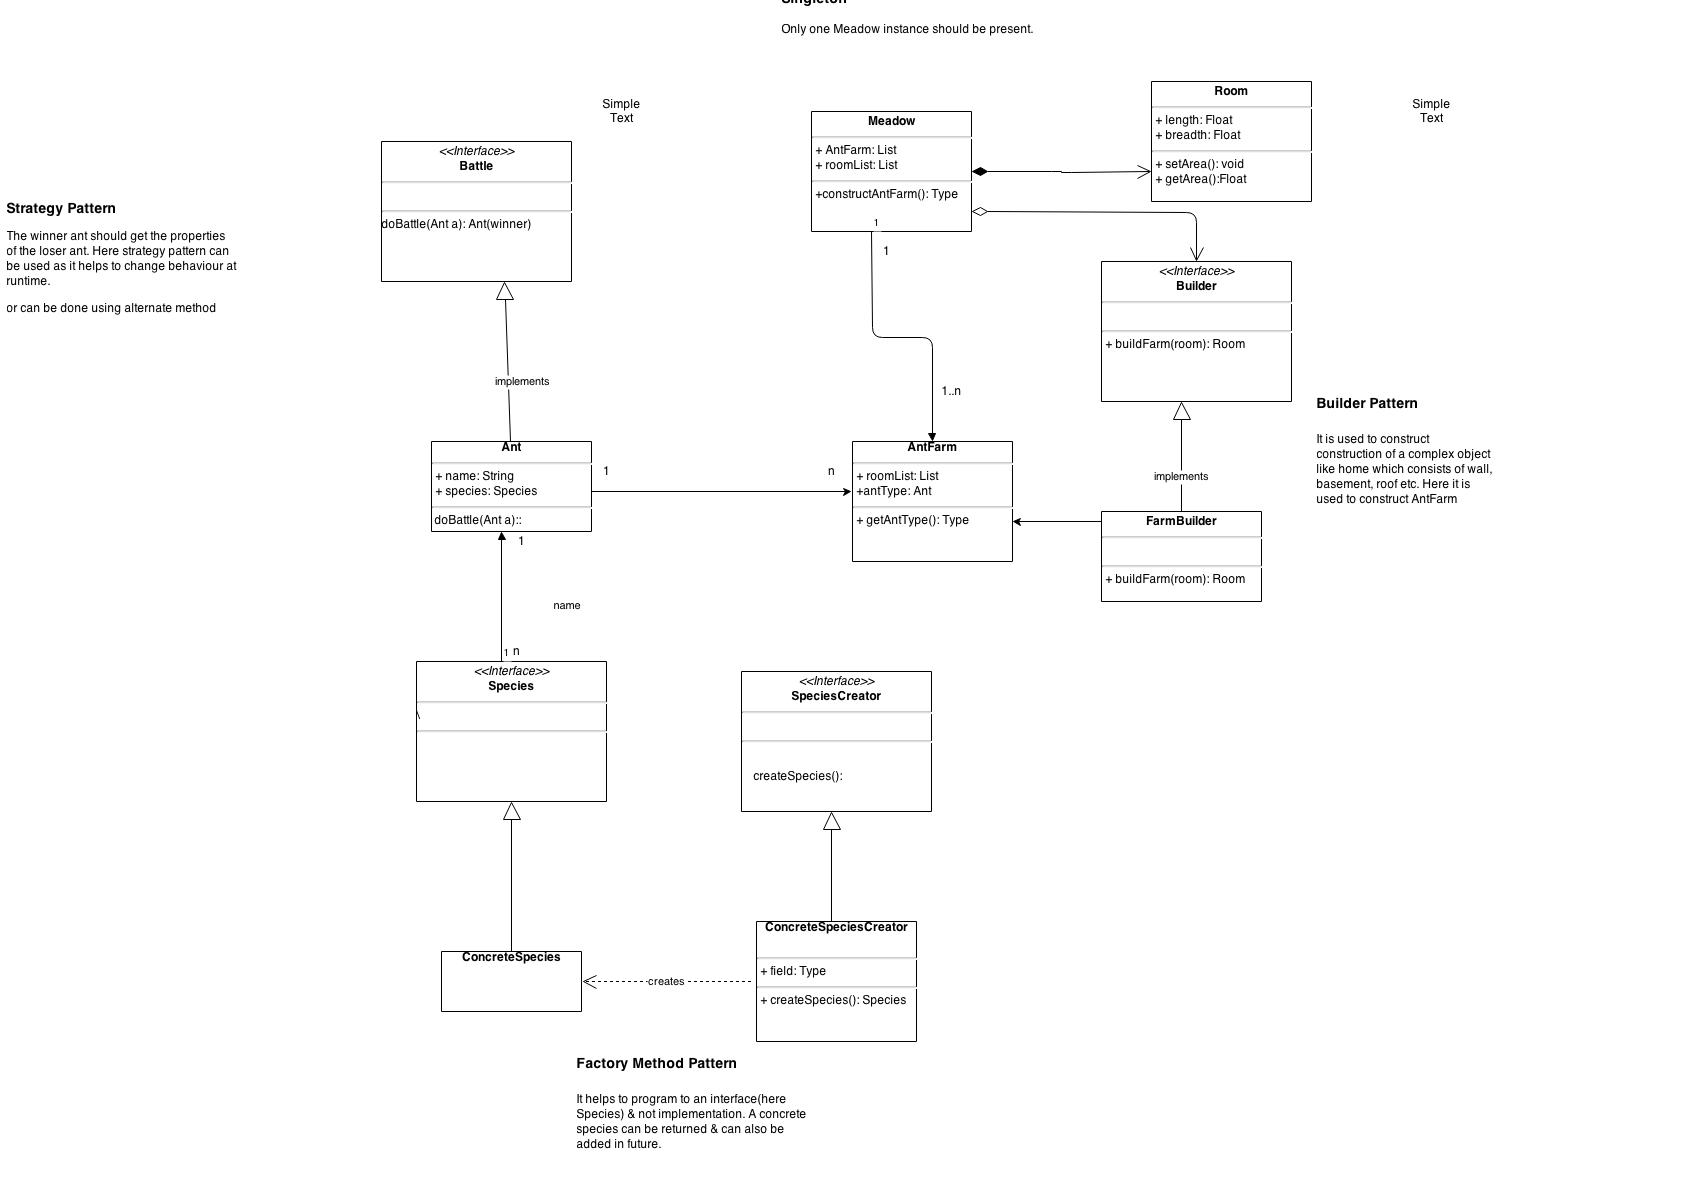 Singleton
Only one Meadow instance should be present.
Simple
Text
Simple
Text
Strategy Pattern
The winner ant should get the properties
of the loser ant. Here strategy pattern can
be used as it helps to change behaviour at
runtime.
or can be done using alternate method
<<Interface>>
Battle
doBattle(Ant a): Ant(winner)
implements
Meadow
+ AntFarm: List
+ roomList: List
+constructAntFarm(): Type
1
1
1..n
Room
+ length: Float
+ breadth: Float
+ setArea(): void
+ getArea():Float
<<Interface>>
Builder
+ buildFarm(room): Room
implements
Builder Pattern
It is used to construct
construction of a complex object
like home which consists of wall,
basement, roof etc. Here it is
used to construct AntFarm
Ant
+ name: String
+ species: Species
doBattle(Ant a)::
1
n
AntFarm
+ roomList: List
+antType: Ant
+ getAntType(): Type
FarmBuilder
+ buildFarm(room): Room
1
name
1 n
<<Interface>>
Species
\
<<Interface>>
SpeciesCreator
createSpecies():
ConcreteSpecies
creates
ConcreteSpeciesCreator
+ field: Type
+ createSpecies(): Species
Factory Method Pattern
It helps to program to an interface(here
Species) & not implementation. A concrete
species can be returned & can also be
added in future.